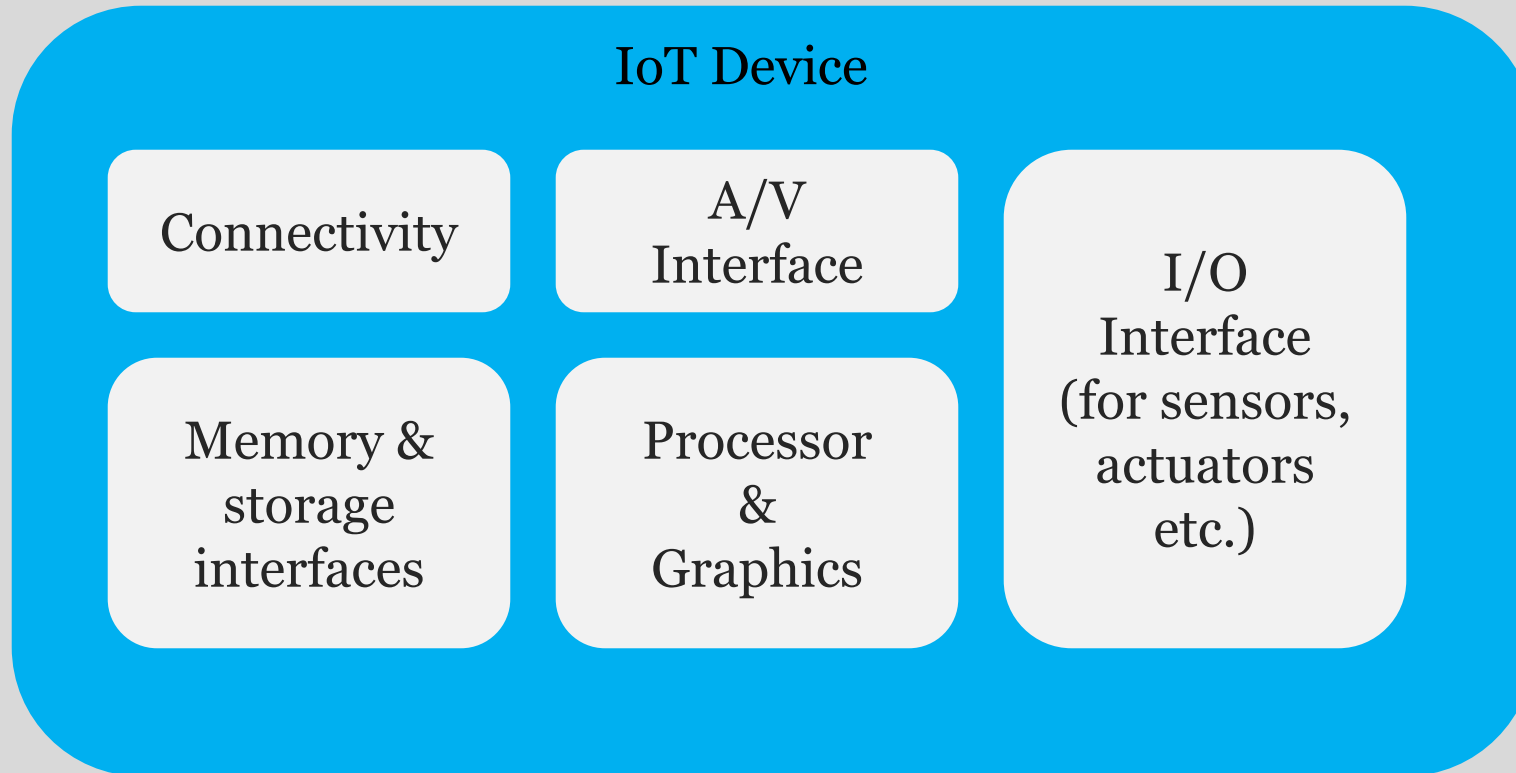 IoT Device
Connectivity
A/V
Interface
I/O
Interface
(for sensors,
actuators
etc.)
Memory &
storage
interfaces
Processor
&
Graphics